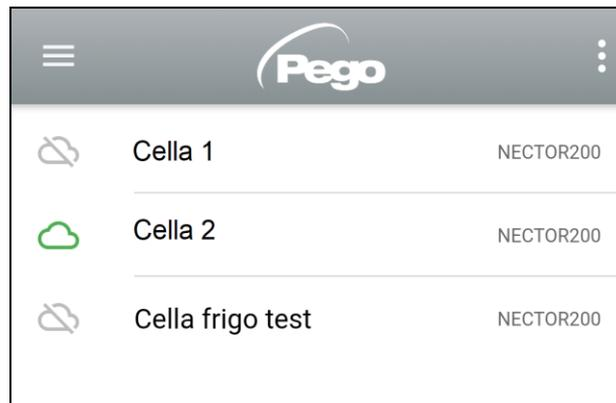 Pego
Cella 1 NECTOR200
Cella 2 NECTOR200
Cella frigo test NECTOR200